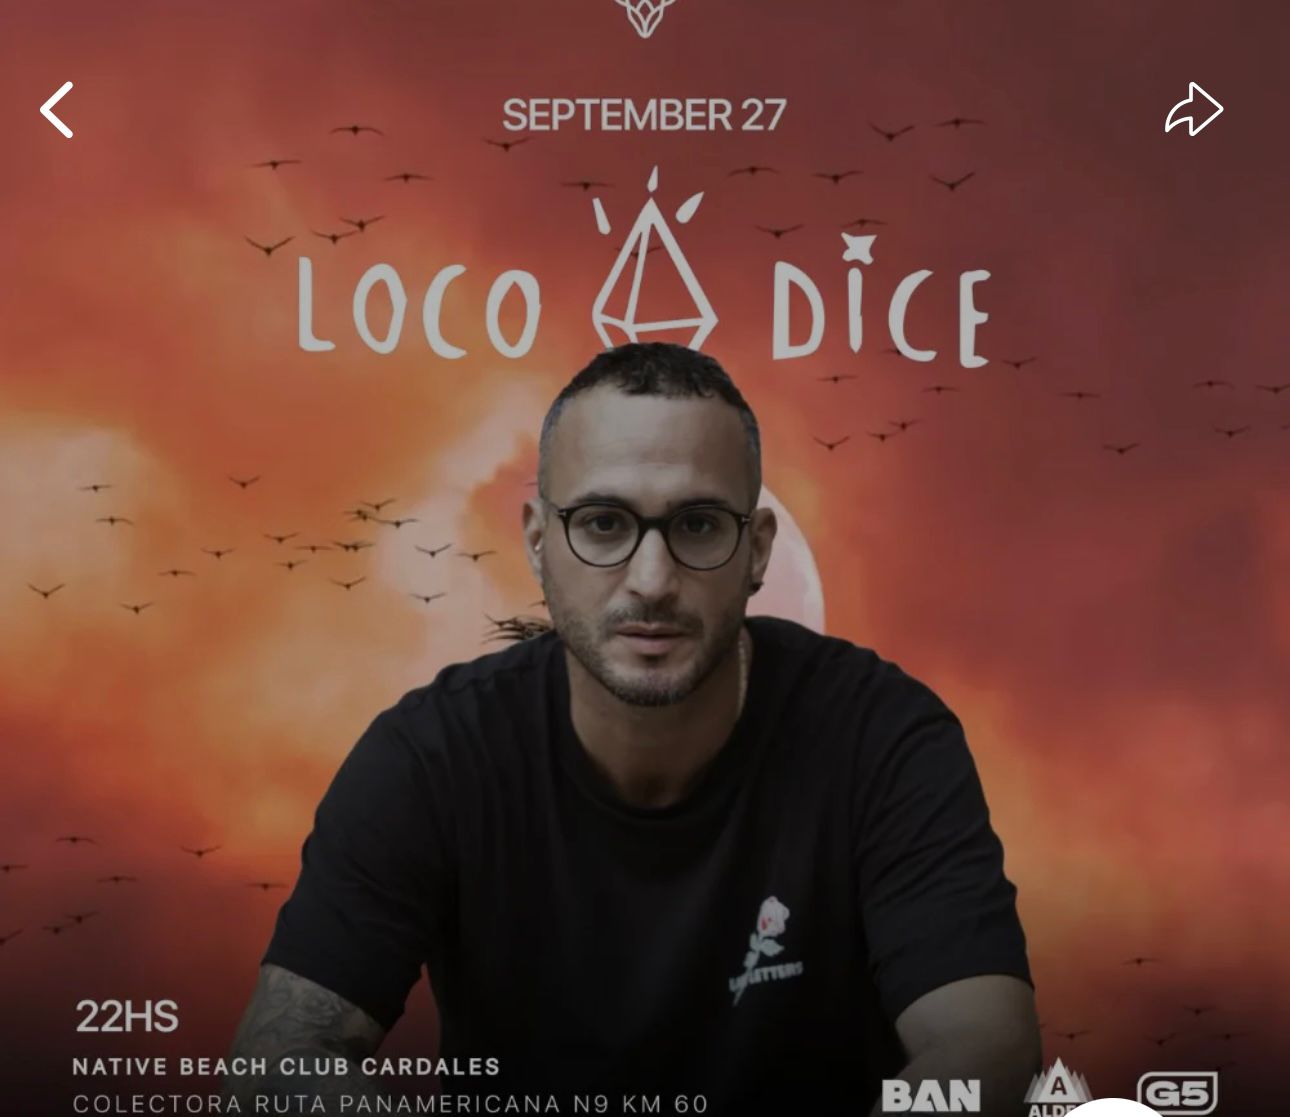 SEPTEMBER 27
LOCO DICE
22HS
NATIVE BEACH CLUB CARDALES
COLECTORA RUTA PANAMERICANA N9 KM 60
BAN
A
G5